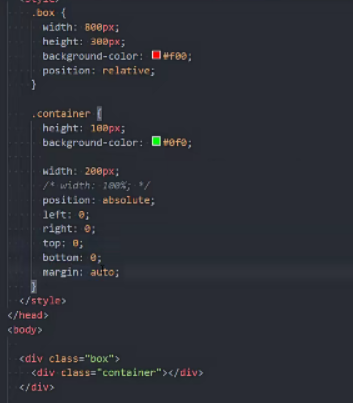 <style>
.box {
width: 800px;
height: 300px;
background-color: #f00;
position: relative;
}
.container {
height: 100px;
background-color: #0f0;
width: 200px;
/* width: 100%; */
position: absolute;
left: 0;
right: 0;
top: 0;
bottom: 0;
margin: auto;
}
</style>
</head>
<body>
<div class="box">
<div class="container"></div>
</div>